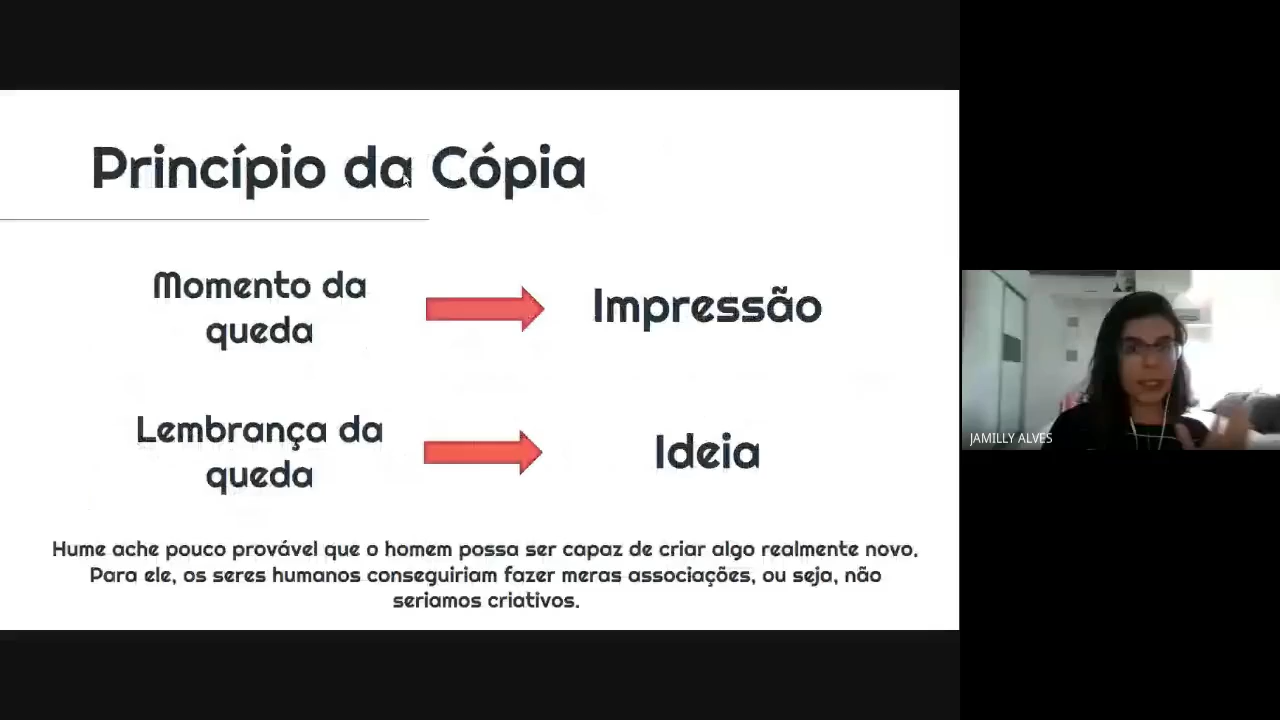 Princípio da Cópia
Momento da
queda
Impressão
Lembrança da
queda
Ideia
Hume ache pouco provável que o homem possa ser capaz de criar algo realmente novo.
Para ele, os seres humanos conseguiriam fazer meras associações, ou seja, não
seriamos criativos.
JAMILLY ALVES